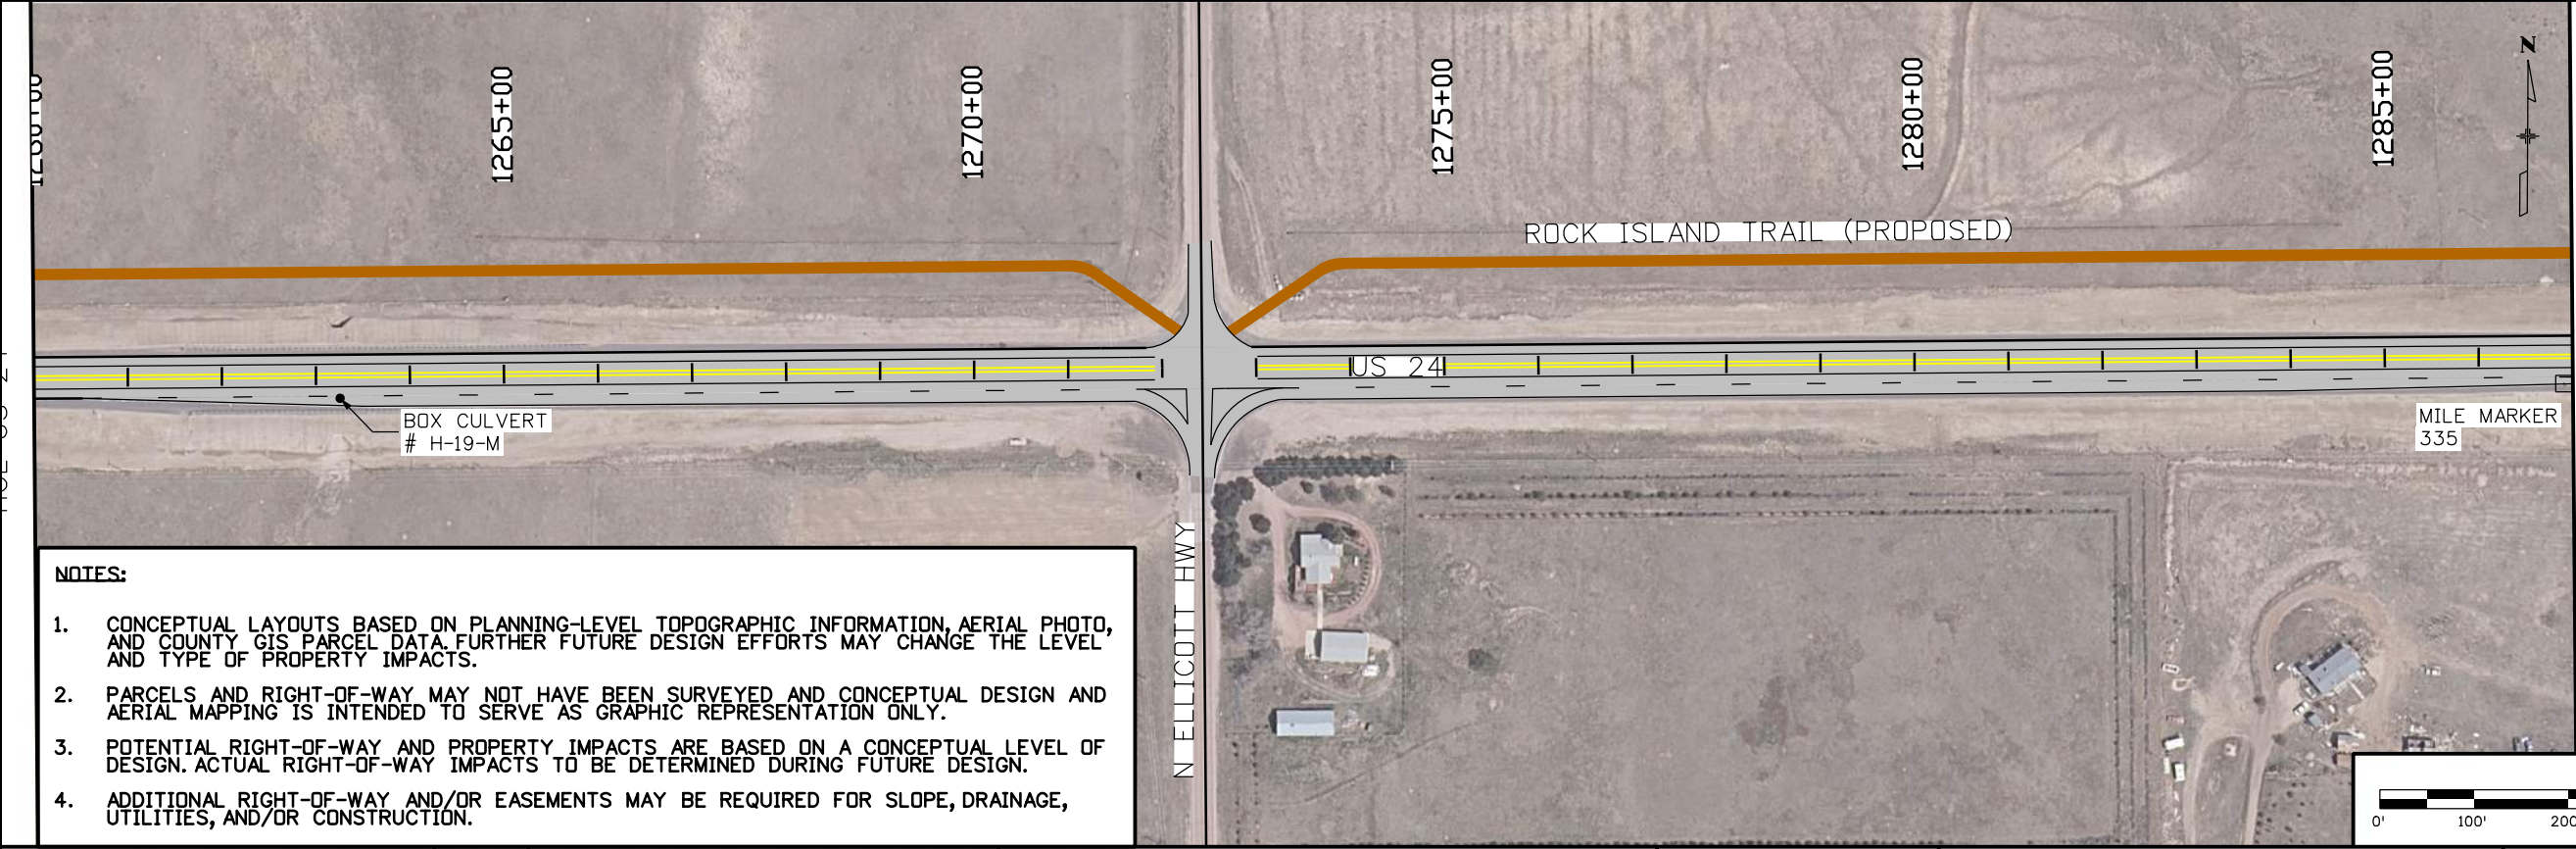 1265+00
1270+00
1275+00
1280+00
1285+00
N
ROCK ISLAND TRAIL (PROPOSED)
US 24
BOX CULVERT
# H-19-M
MILE MARKER
335
N ELLICOTT HWY
NOTES:
1. CONCEPTUAL LAYOUTS BASED ON PLANNING-LEVEL TOPOGRAPHIC INFORMATION, AERIAL PHOTO,
AND COUNTY GIS PARCEL DATA. FURTHER FUTURE DESIGN EFFORTS MAY CHANGE THE LEVEL
AND TYPE OF PROPERTY IMPACTS.
2. PARCELS AND RIGHT-OF-WAY MAY NOT HAVE BEEN SURVEYED AND CONCEPTUAL DESIGN AND
AERIAL MAPPING IS INTENDED TO SERVE AS GRAPHIC REPRESENTATION ONLY.
3. POTENTIAL RIGHT-OF-WAY AND PROPERTY IMPACTS ARE BASED ON A CONCEPTUAL LEVEL OF
DESIGN. ACTUAL RIGHT-OF-WAY IMPACTS TO BE DETERMINED DURING FUTURE DESIGN.
4. ADDITIONAL RIGHT-OF-WAY AND/OR EASEMENTS MAY BE REQUIRED FOR SLOPE, DRAINAGE,
UTILITIES, AND/OR CONSTRUCTION.
0' 100' 200